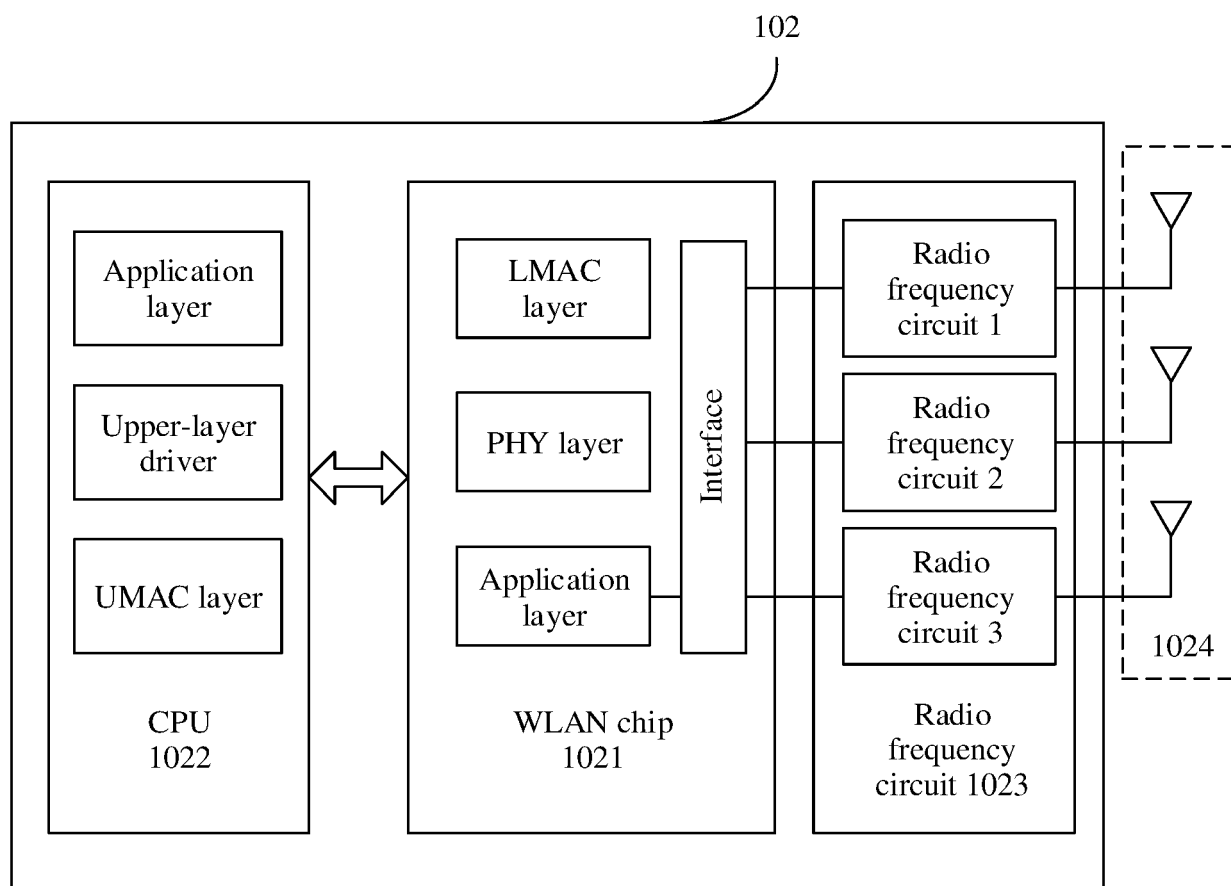 102
Application
layer
Upper-layer
driver
UMAC layer
CPU
1022
LMAC
layer
PHY layer
Application
layer
Interface
WLAN chip
1021
Radio
frequency
circuit 1
Radio
frequency
circuit 2
Radio
frequency
circuit 3
Radio
frequency
circuit 1023
1024